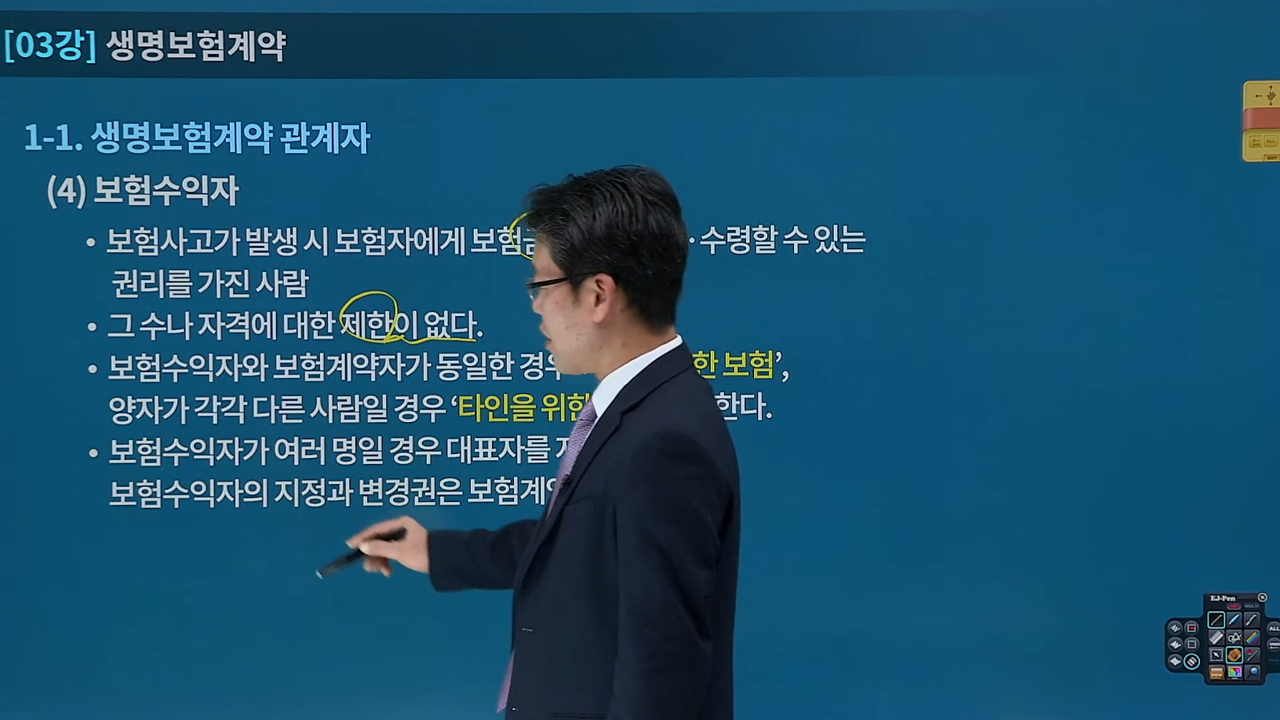 [03강] 생명보험계약
1-1. 생명보험계약 관계자
(4) 보험수익자
• 보험사고가 발생 시 보험자에게 · 수령할 수 있는
권리를 가진 사람
• 그 수나 자격에 대한 제한이 없다.
• 보험수익자와 보험계약자가 동일한 경우 한 보험’,
양자가 각각 다른 사람일 경우 ‘타인을 위한 한다.
• 보험수익자가 여러 명일 경우 대표자를
보험수익자의 지정과 변경권은
EJ-Pen